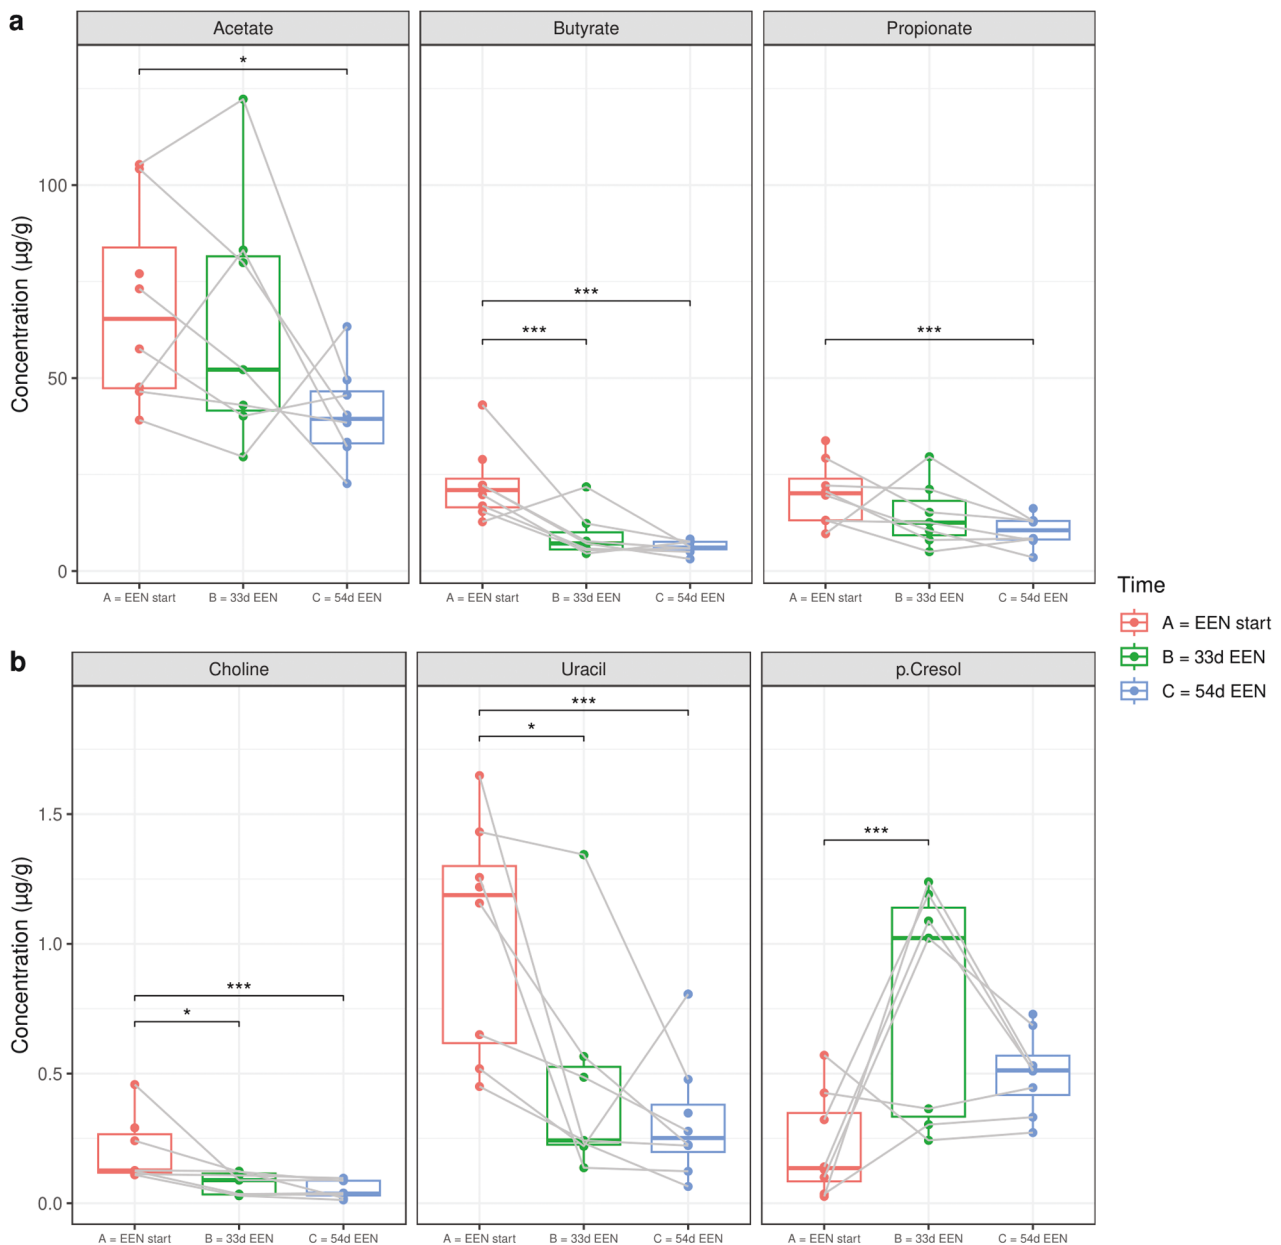 a
Acetate
Butyrate
Propionate
*
***
***
***
Concentration (µg/g)
100
50
0
A = EEN start
B = 33d EEN
C = 54d EEN
A = EEN start
B = 33d EEN
C = 54d EEN
A = EEN start
B = 33d EEN
C = 54d EEN
Time
A = EEN start
B = 33d EEN
C = 54d EEN
b
Choline
Uracil
p.Cresol
***
*
***
*
***
Concentration (µg/g)
1.5
1.0
0.5
0.0
A = EEN start
B = 33d EEN
C = 54d EEN
A = EEN start
B = 33d EEN
C = 54d EEN
A = EEN start
B = 33d EEN
C = 54d EEN